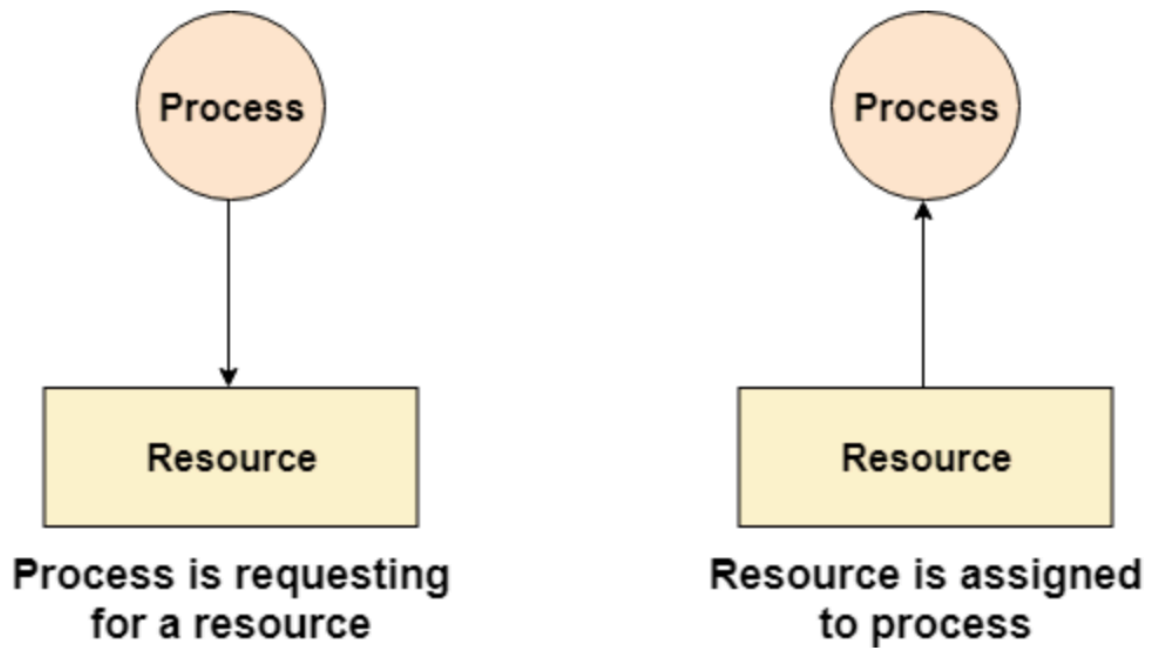 Process
Process
Resource
Resource
Process is requesting
for a resource
Resource is assigned
to process